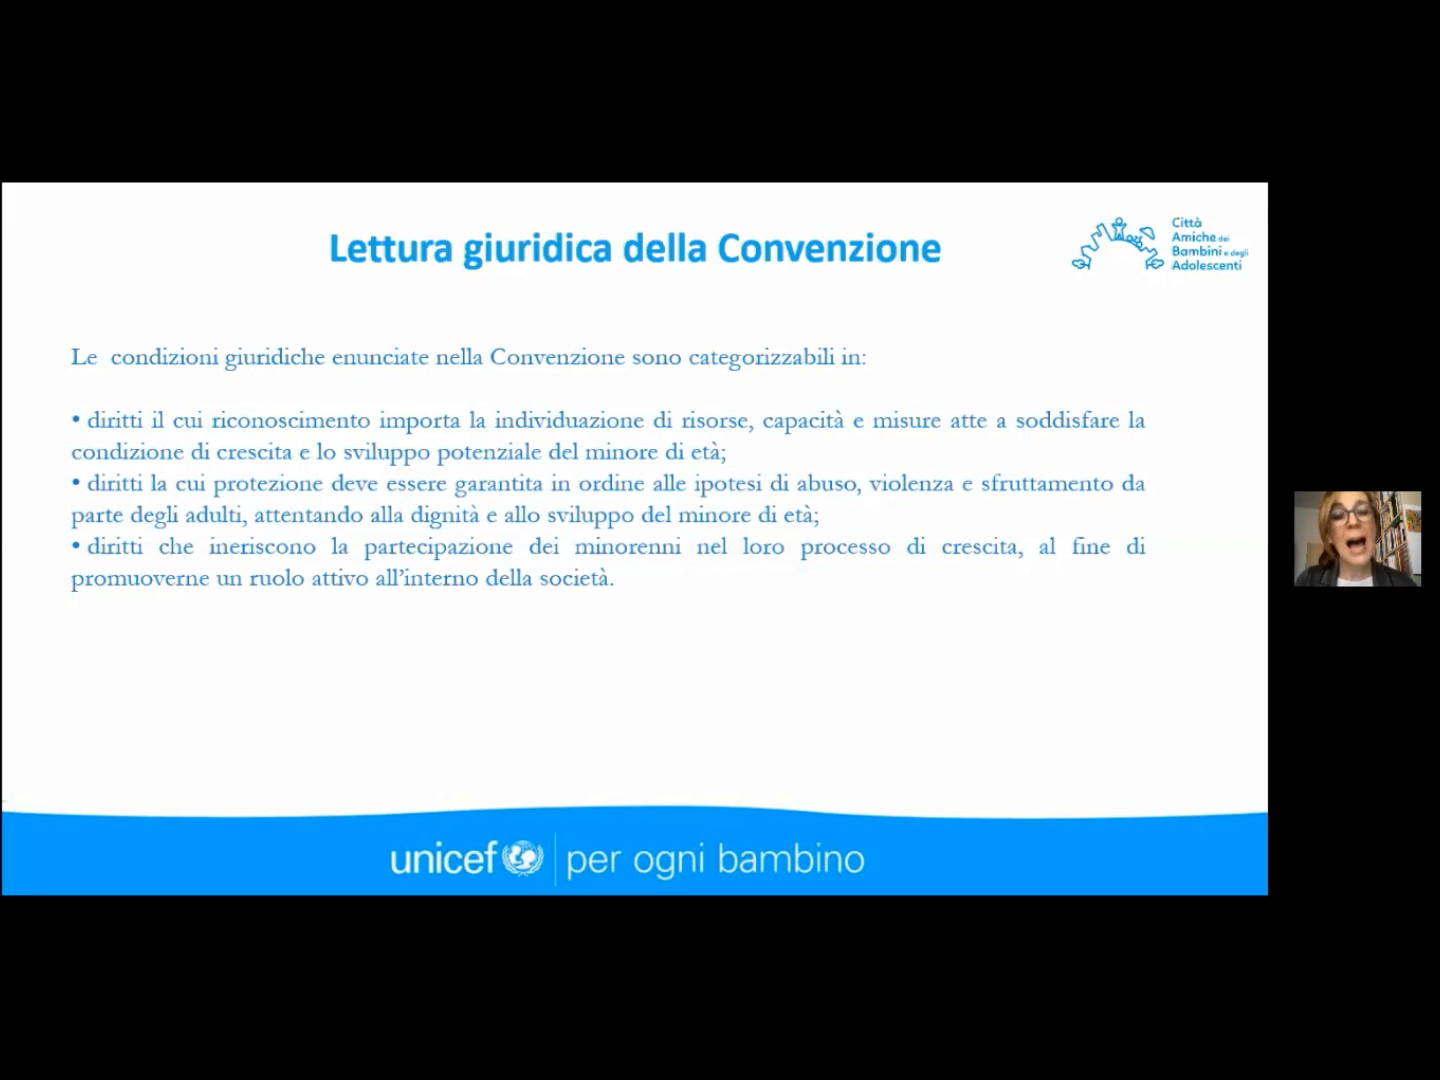 Lettura giuridica della Convenzione
Città
Amiche dei
Bambini e degli
Adolescenti
Le condizioni giuridiche enunciate nella Convenzione sono categorizzabili in:
• diritti il cui riconoscimento importa la individuazione di risorse, capacità e misure atte a soddisfare la
condizione di crescita e lo sviluppo potenziale del minore di età;
• diritti la cui protezione deve essere garantita in ordine alle ipotesi di abuso, violenza e sfruttamento da
parte degli adulti, attentando alla dignità e allo sviluppo del minore di età;
• diritti che ineriscono la partecipazione dei minorenni nel loro processo di crescita, al fine di
promuoverne un ruolo attivo all'interno della società.
unicef per ogni bambino